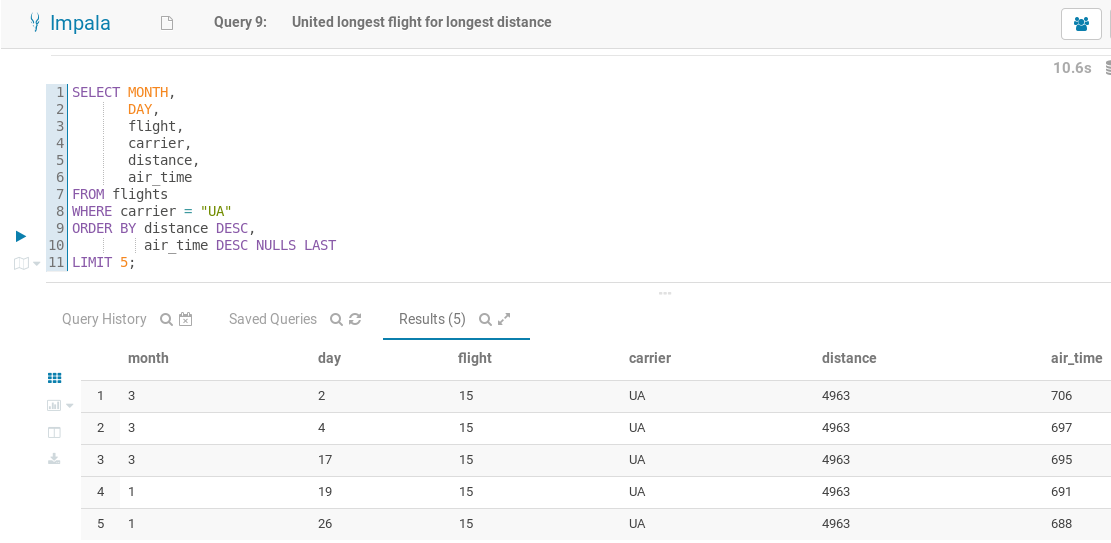 Impala Query 9: United longest flight for longest distance
10.6s
1 SELECT MONTH,
2 DAY,
3 flight,
4 carrier,
5 distance,
6 air_time
7 FROM flights
8 WHERE carrier = "UA"
9 ORDER BY distance DESC,
10 air_time DESC NULLS LAST
11 LIMIT 5;
Query History Saved Queries Results (5)
month day flight carrier distance air_time
1 3 2 15 UA 4963 706
2 3 4 15 UA 4963 697
3 3 17 15 UA 4963 695
4 1 19 15 UA 4963 691
5 1 26 15 UA 4963 688